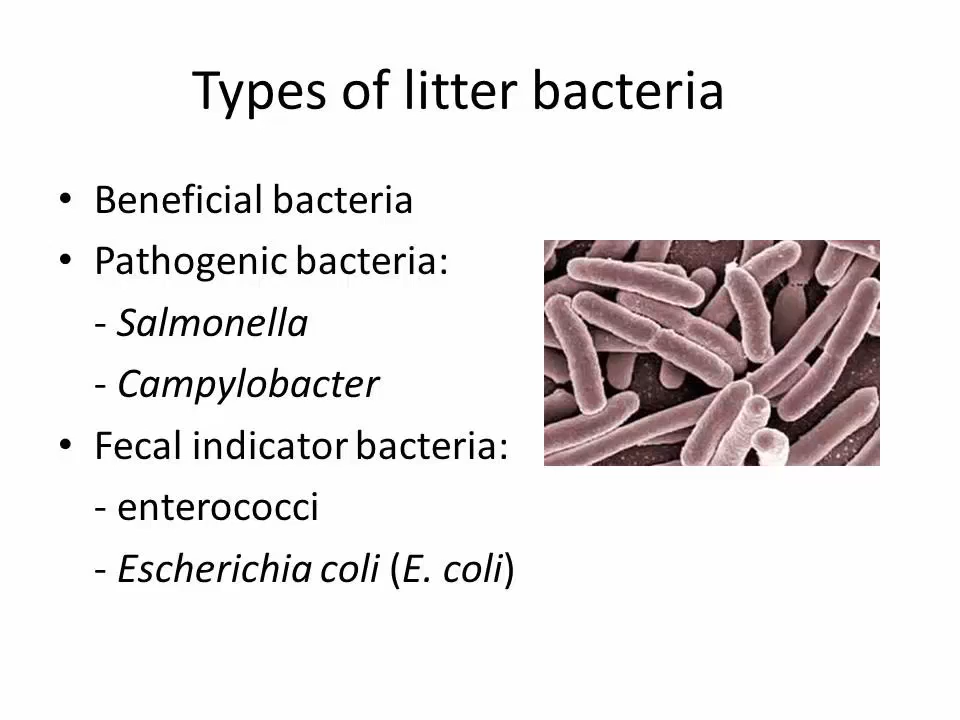 Types of litter bacteria
• Beneficial bacteria
• Pathogenic bacteria:
- Salmonella
- Campylobacter
• Fecal indicator bacteria:
- enterococci
- Escherichia coli (E. coli)